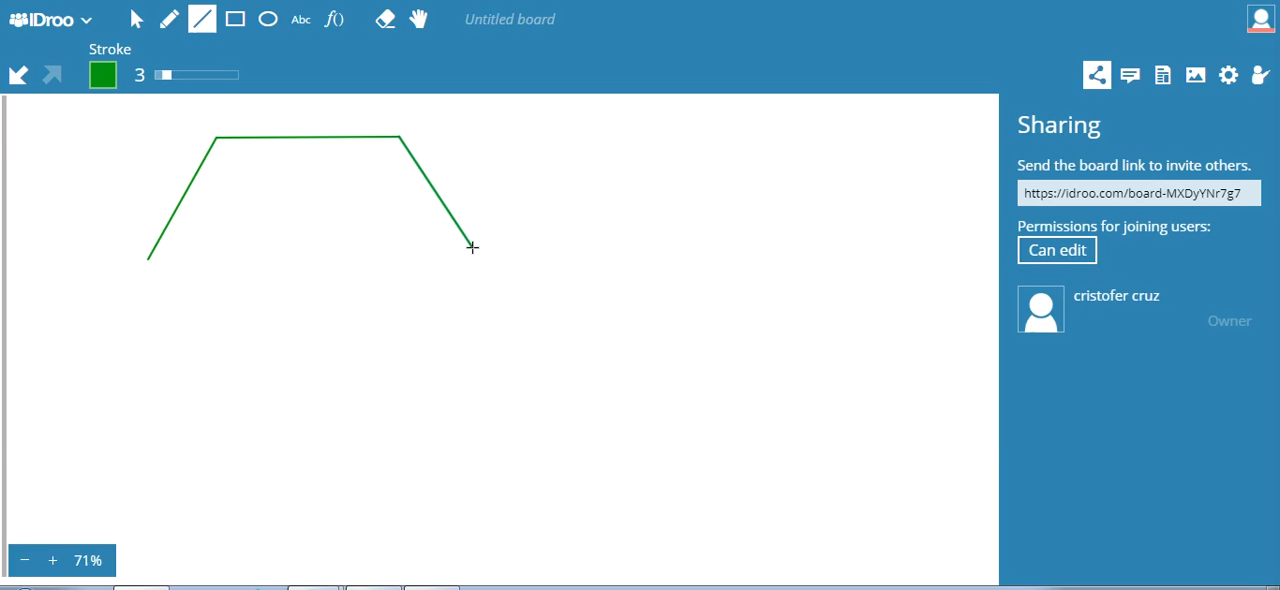 IDroo
Abc
f()
Untitled board
Stroke
3
Sharing
Send the board link to invite others.
https://idroo.com/board-MXDyYNr7g7
Permissions for joining users:
Can edit
cristofer cruz
Owner
− + 71%